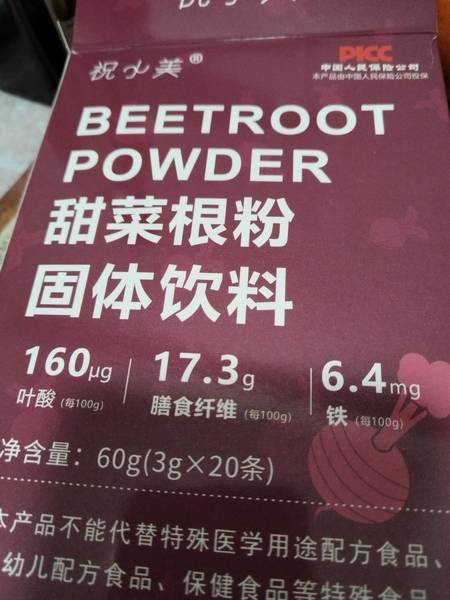 祝小美®
PICC
中国人民保险公司
本产品由中国人民保险公司投保
BEETROOT
POWDER
甜菜根粉
固体饮料
160μg
叶酸 (每100g)
17.3g
膳食纤维 (每100g)
6.4mg
铁 (每100g)
净含量：60g(3g×20条)
本产品不能代替特殊医学用途配方食品、
幼儿配方食品、保健食品等特殊食品